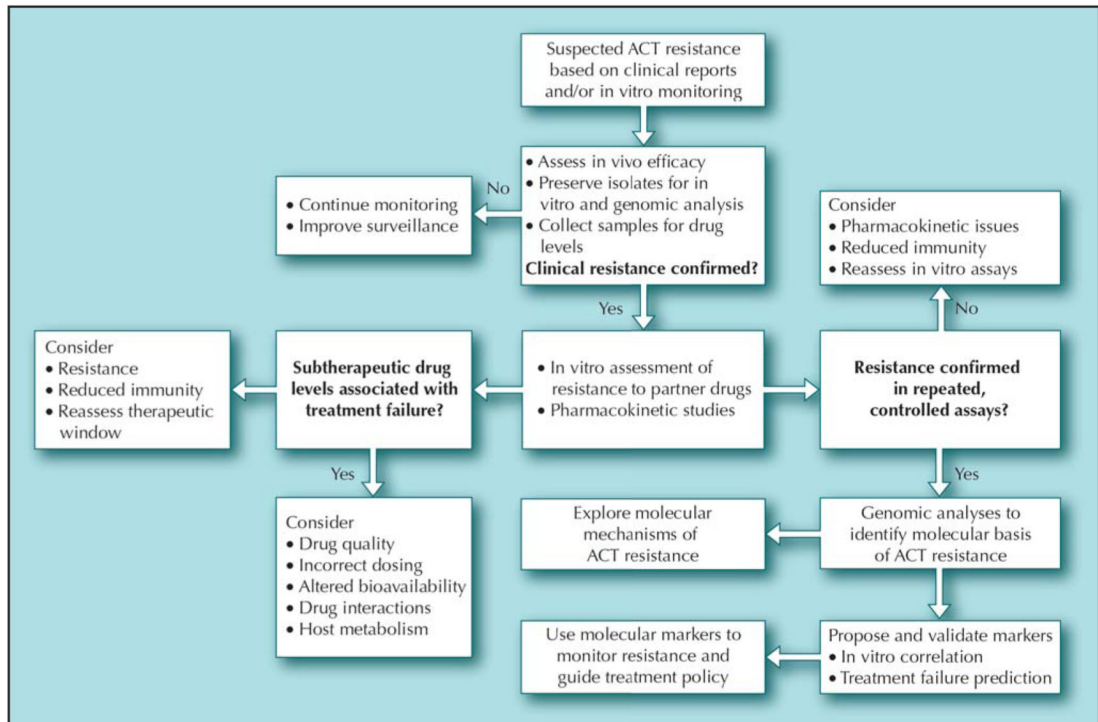 Suspected ACT resistance
based on clinical reports
and/or in vitro monitoring
• Assess in vivo efficacy
• Preserve isolates for in
vitro and genomic analysis
• Collect samples for drug
levels
Clinical resistance confirmed?
No
• Continue monitoring
• Improve surveillance
Yes
• In vitro assessment of
resistance to partner drugs
• Pharmacokinetic studies
Subtherapeutic drug
levels associated with
treatment failure?
Consider
• Resistance
• Reduced immunity
• Reassess therapeutic
window
Yes
Consider
• Drug quality
• Incorrect dosing
• Altered bioavailability
• Drug interactions
• Host metabolism
Resistance confirmed
in repeated,
controlled assays?
No
Consider
• Pharmacokinetic issues
• Reduced immunity
• Reassess in vitro assays
Yes
Genomic analyses to
identify molecular basis
of ACT resistance
Explore molecular
mechanisms of
ACT resistance
Propose and validate markers
• In vitro correlation
• Treatment failure prediction
Use molecular markers to
monitor resistance and
guide treatment policy